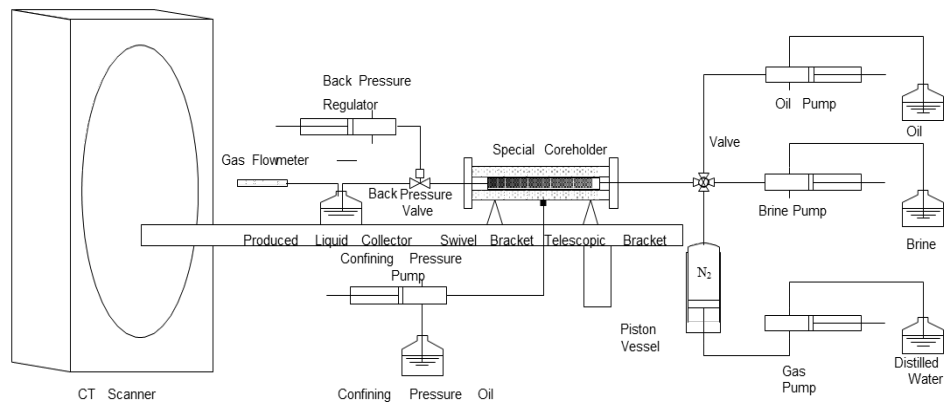 Back Pressure
Regulator
Gas Flowmeter
Special Coreholder
Valve
Oil Pump
Oil
Back Pressure
Valve
Brine Pump
Brine
Produced Liquid Collector Swivel Bracket Telescopic Bracket
Confining Pressure
Pump
N2
Piston
Vessel
Gas
Pump
Distilled
Water
CT Scanner
Confining Pressure Oil